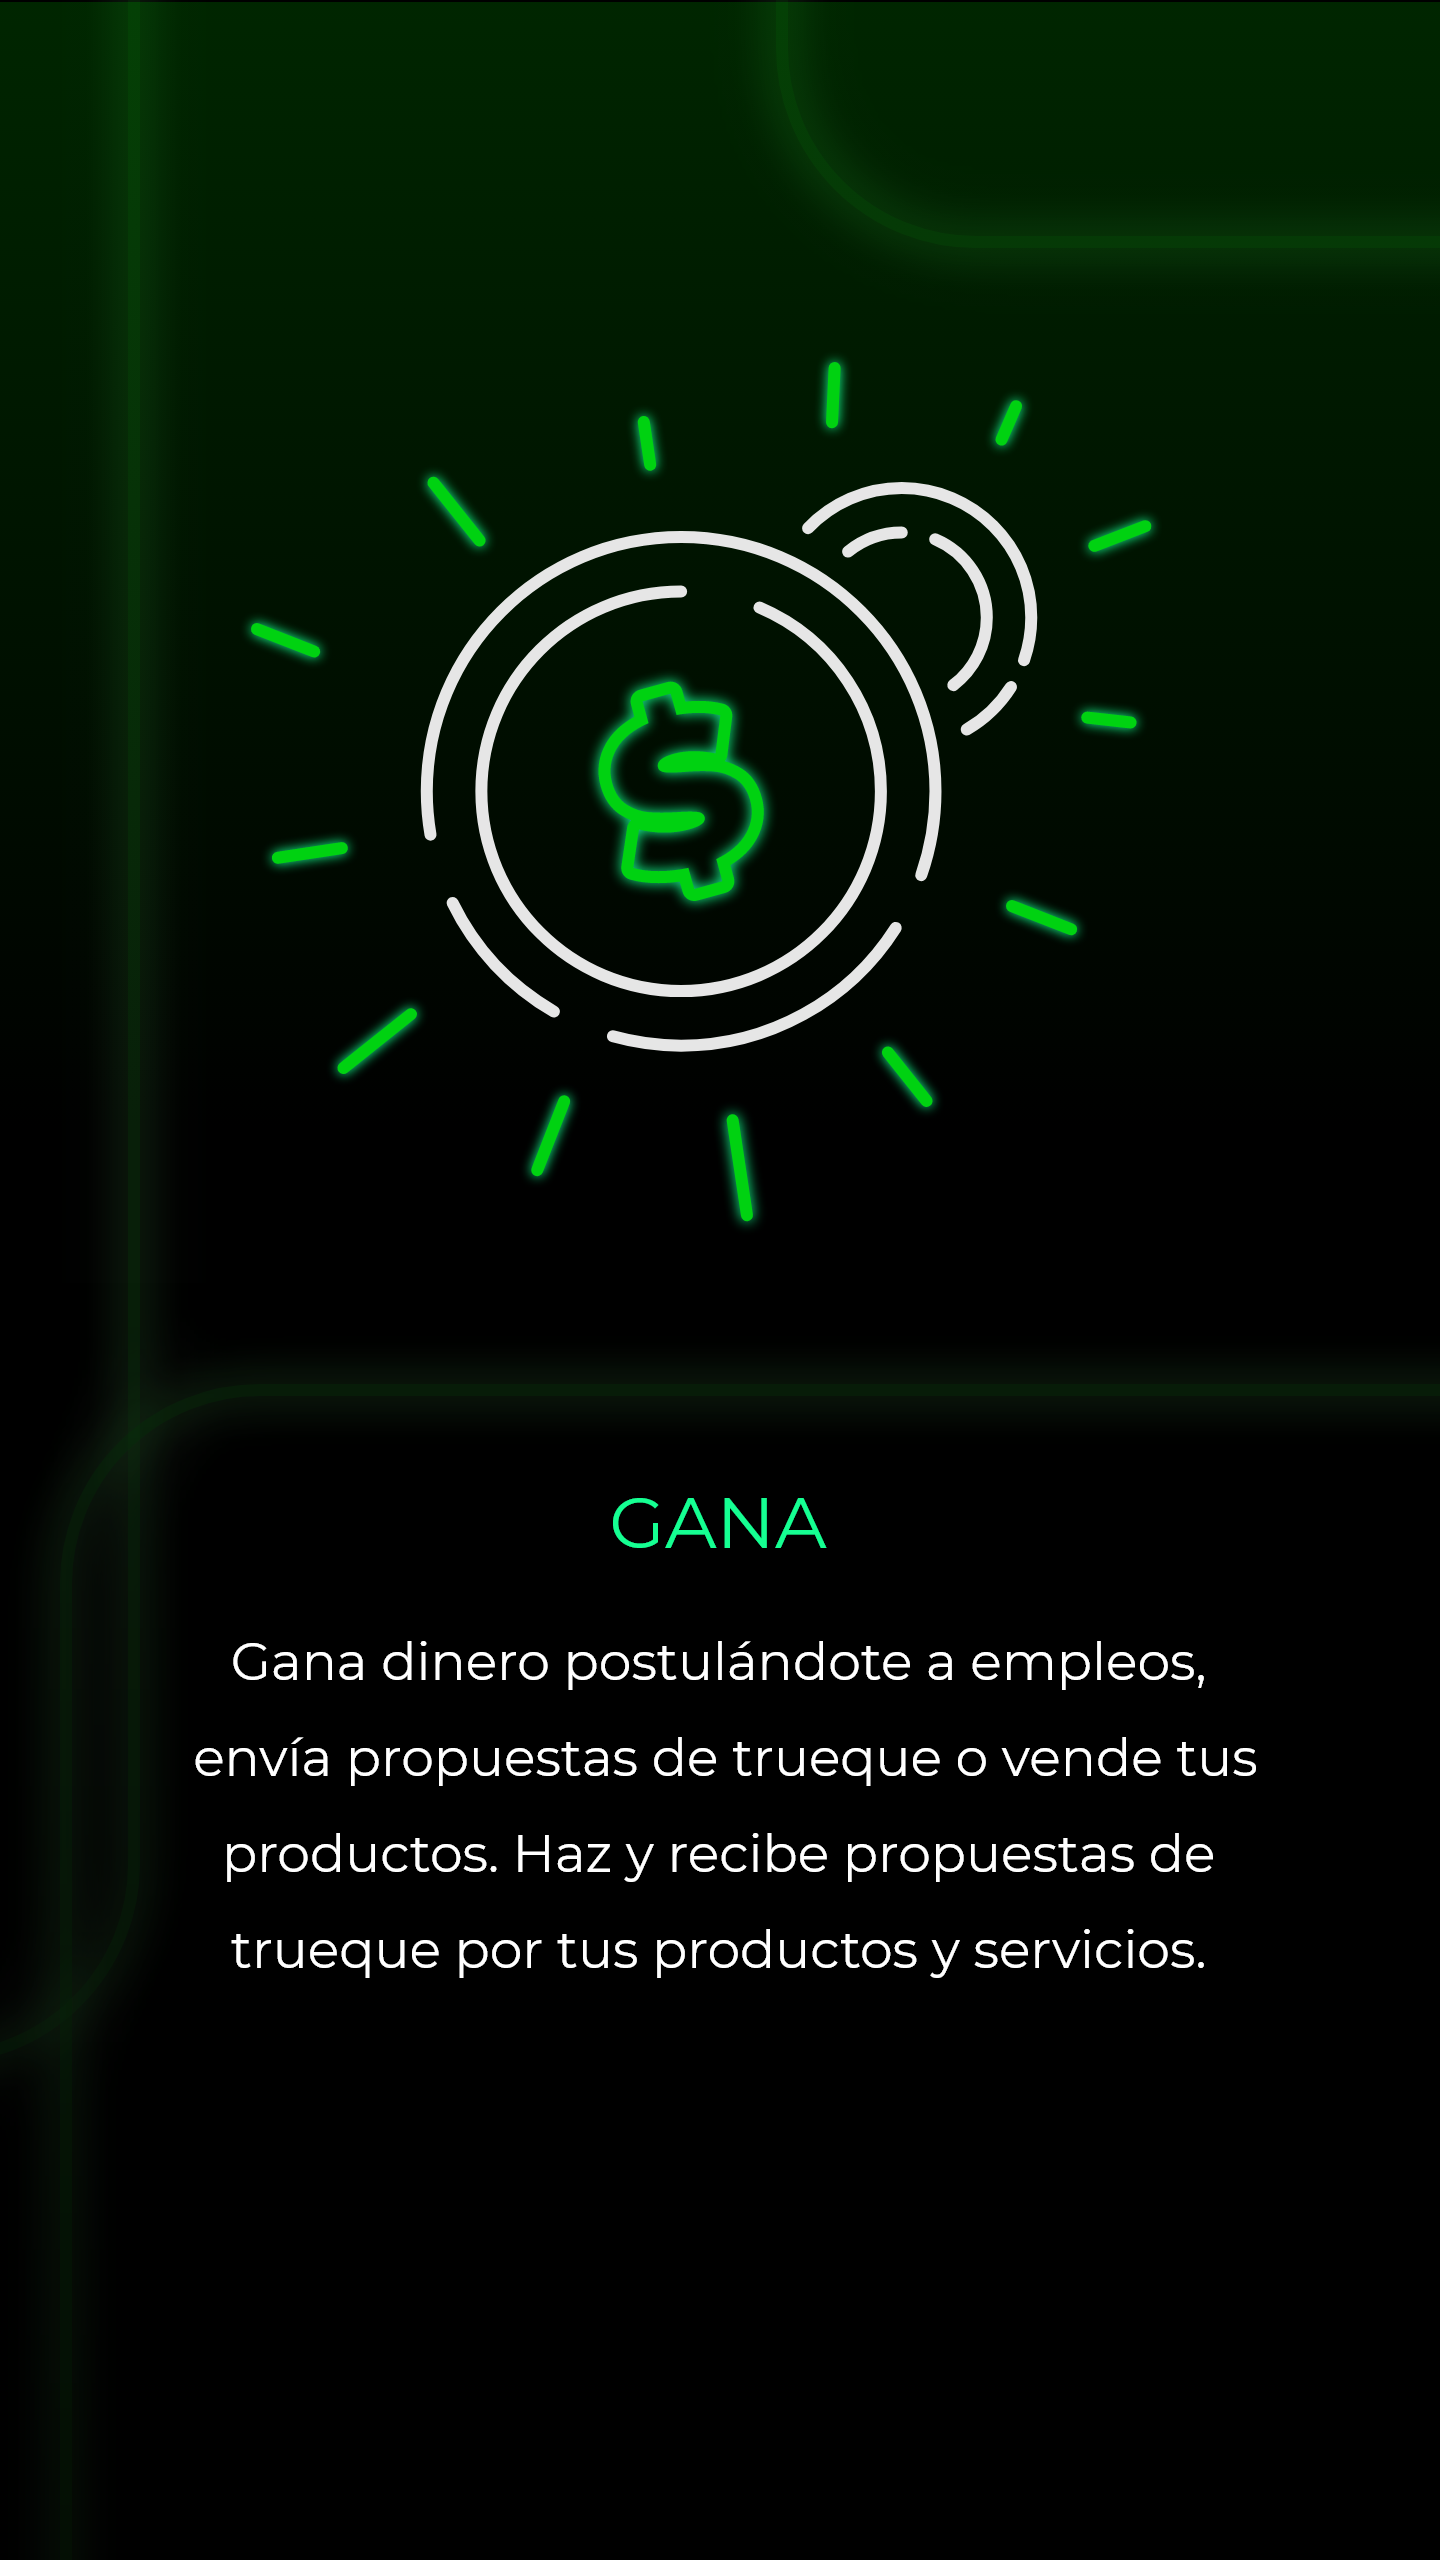 GANA
Gana dinero postulándote a empleos,
envía propuestas de trueque o vende tus
productos. Haz y recibe propuestas de
trueque por tus productos y servicios.